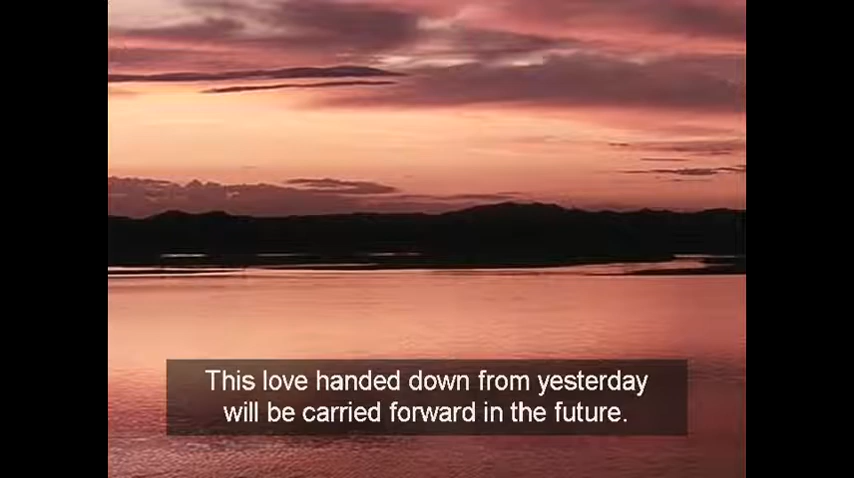 This love handed down from yesterday
will be carried forward in the future.